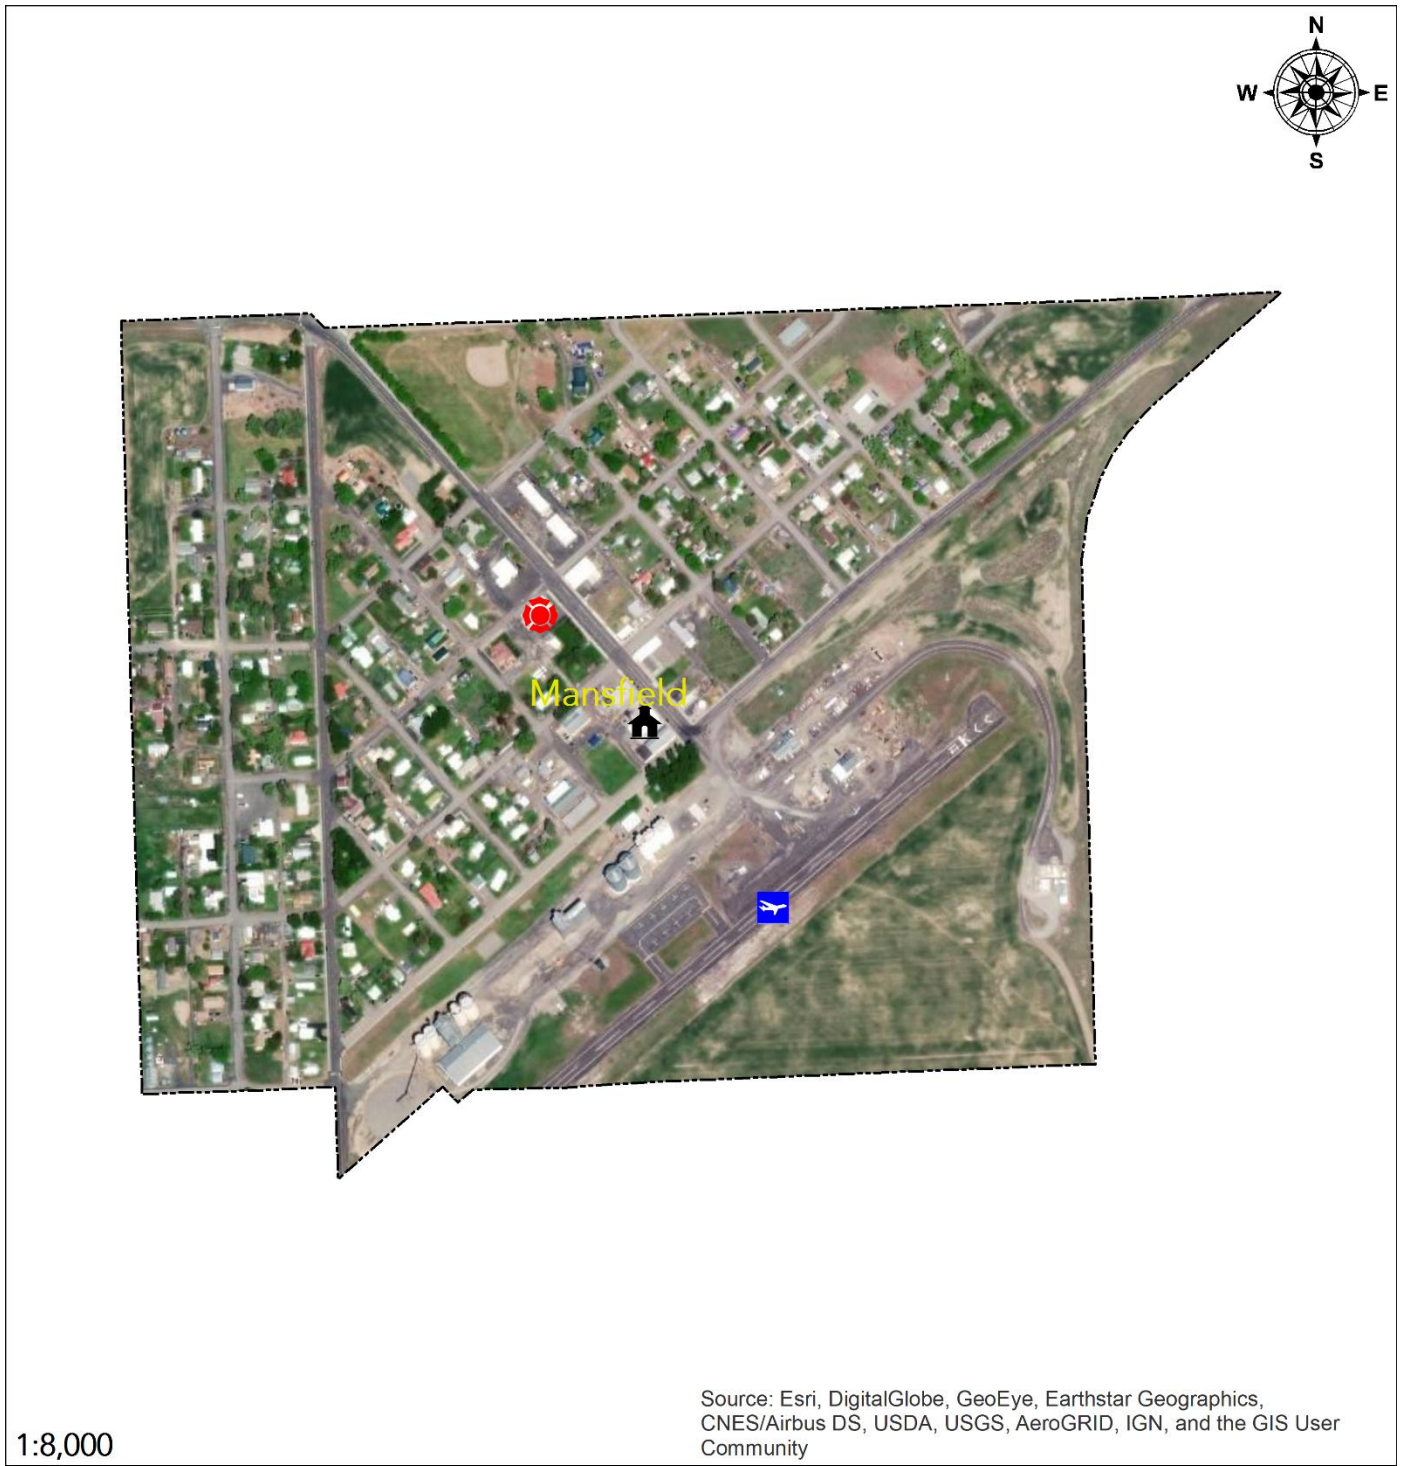 N
W E
S
Mansfield
Source: Esri, DigitalGlobe, GeoEye, Earthstar Geographics,
CNES/Airbus DS, USDA, USGS, AeroGRID, IGN, and the GIS User
Community
1:8,000